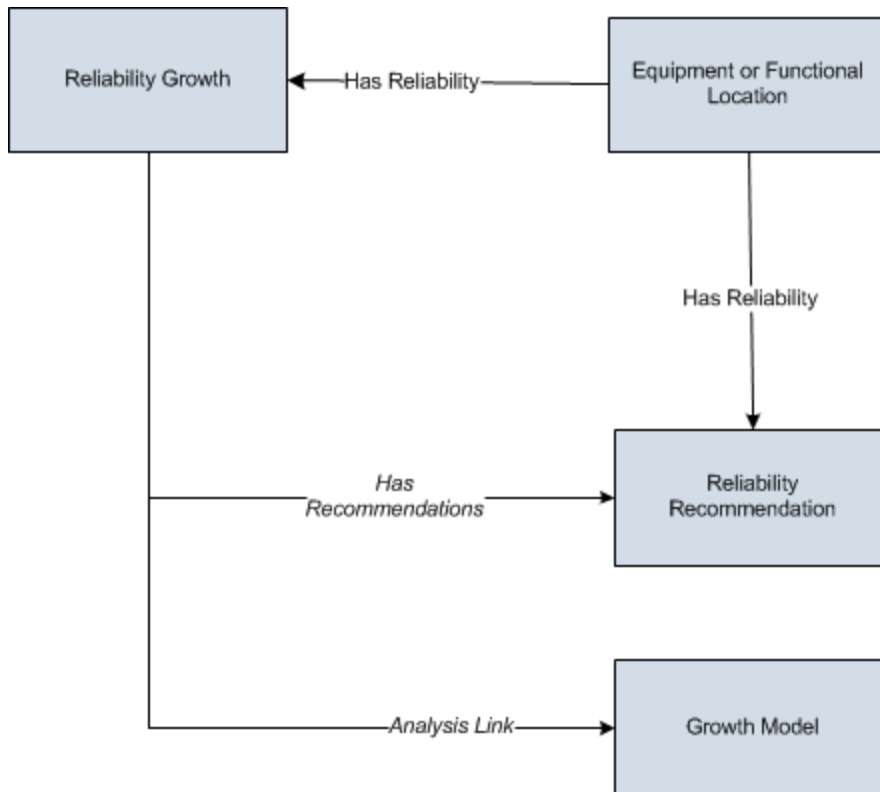 Reliability Growth
Has Reliability
Equipment or Functional
Location
Has Reliability
Has
Recommendations
Reliability
Recommendation
Analysis Link
Growth Model